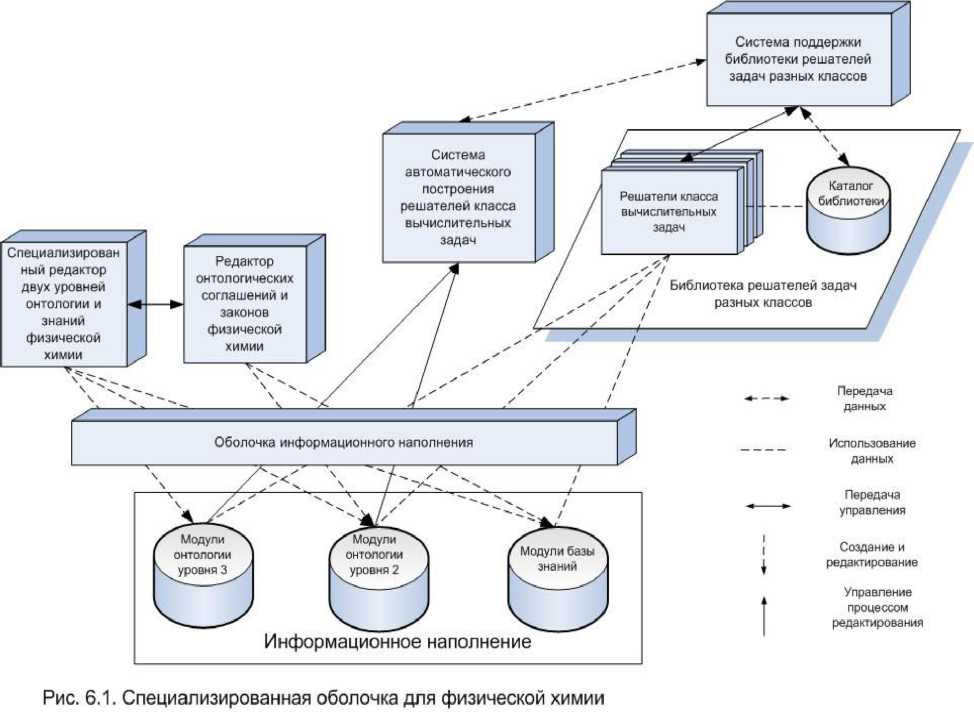 Система поддержки
библиотеки решателей
задач разных классов
Система
автоматического
построения
решателей класса
вычислительных
задач
Решатели класса
вычислительных
задач
Каталог
библиотеки
Библиотека решателей задач
разных классов
Специализирован
ный редактор
двух уровней
онтологии и
знаний
физической
химии
Редактор
онтологических
соглашений и
законов
физической
химии
Оболочка информационного наполнения
Модули
онтологии
уровня 3
Модули
онтологии
уровня 2
Модули базы
знаний
Информационное наполнение
Передача
данных
Использование
данных
Передача
управления
Создание и
редактирование
Управление
процессом
редактирования
Рис. 6.1. Специализированная оболочка для физической химии